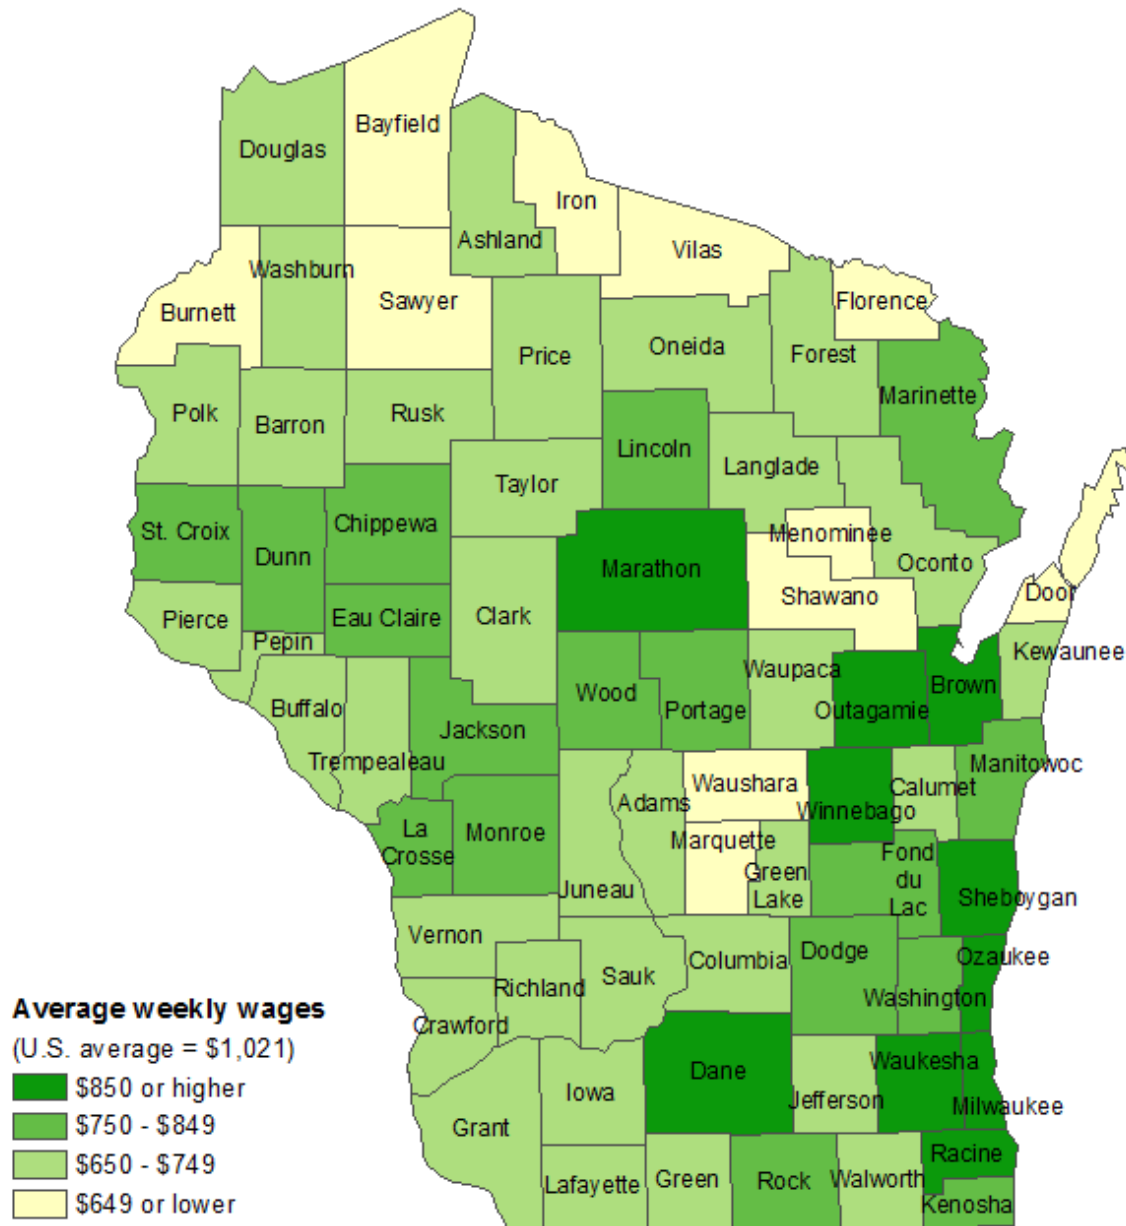 Bayfield
Douglas
Iron
Ashland
Vilas
Washburn
Sawyer
Florence
Burnett
Oneida
Price
Forest
Marinette
Polk
Barron
Rusk
Lincoln
Langlade
Taylor
Chippewa
St. Croix
Menominee
Dunn
Oconto
Marathon
Shawano
Door
Pierce
Eau Claire
Clark
Pepin
Kewaunee
Waupaca
Brown
Wood
Buffalo
Portage
Outagamie
Jackson
Trempealeau
Manitowoc
Waushara
Calumet
Adams
Winnebago
La
Crosse
Monroe
Marquette
Fond
du
Lac
Green
Lake
Juneau
Sheboygan
Vernon
Dodge
Ozaukee
Columbia
Sauk
Richland
Washington
Crawford
Average weekly wages
(U.S. average = $1,021)
$850 or higher
$750 - $849
$650 - $749
$649 or lower
Dane
Waukesha
Iowa
Jefferson
Milwaukee
Grant
Racine
Lafayette
Green
Rock
Walworth
Kenosha